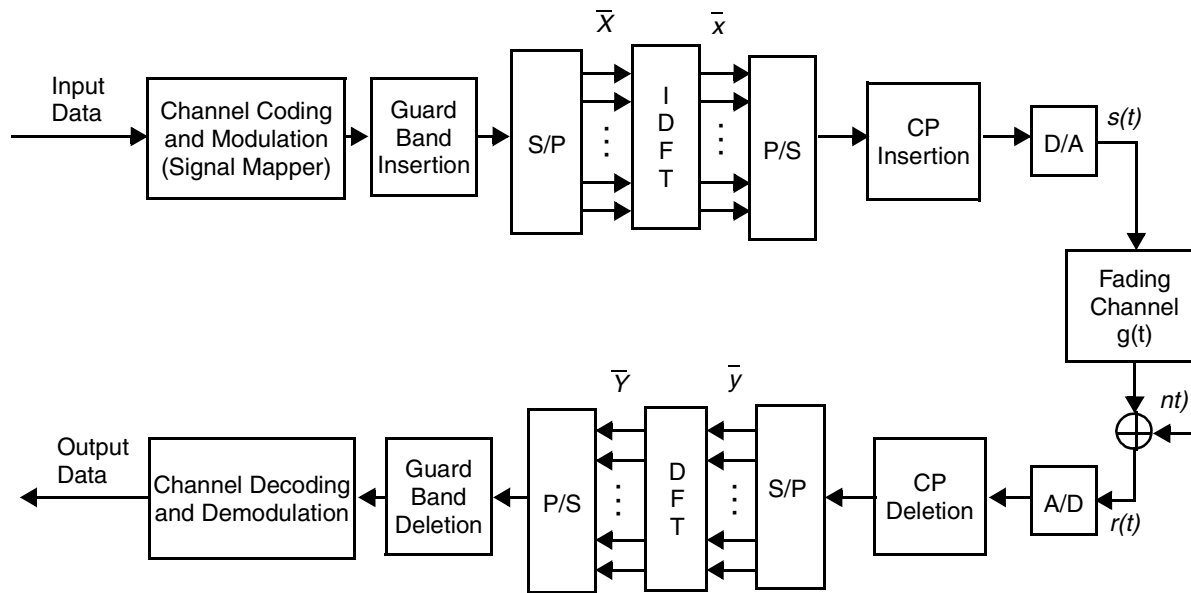 X
x
Input
Data
Channel Coding
and Modulation
(Signal Mapper)
Guard
Band
Insertion
S/P
I
D
F
T
P/S
CP
Insertion
D/A
s(t)
Fading
Channel
g(t)
nt)
r(t)
A/D
CP
Deletion
S/P
y
D
F
T
Y
P/S
Guard
Band
Deletion
Channel Decoding
and Demodulation
Output
Data